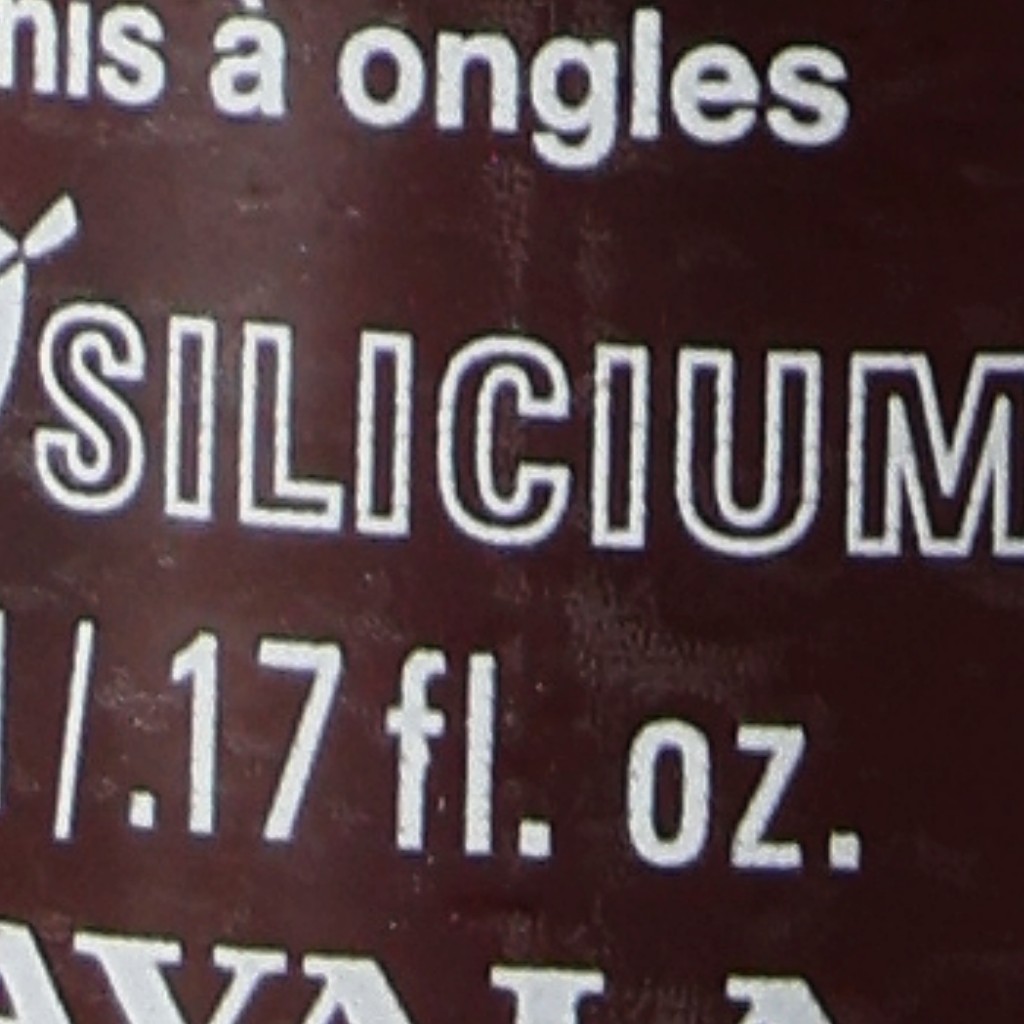 à ongles
SILICIUM
/ .17 fl. oz.